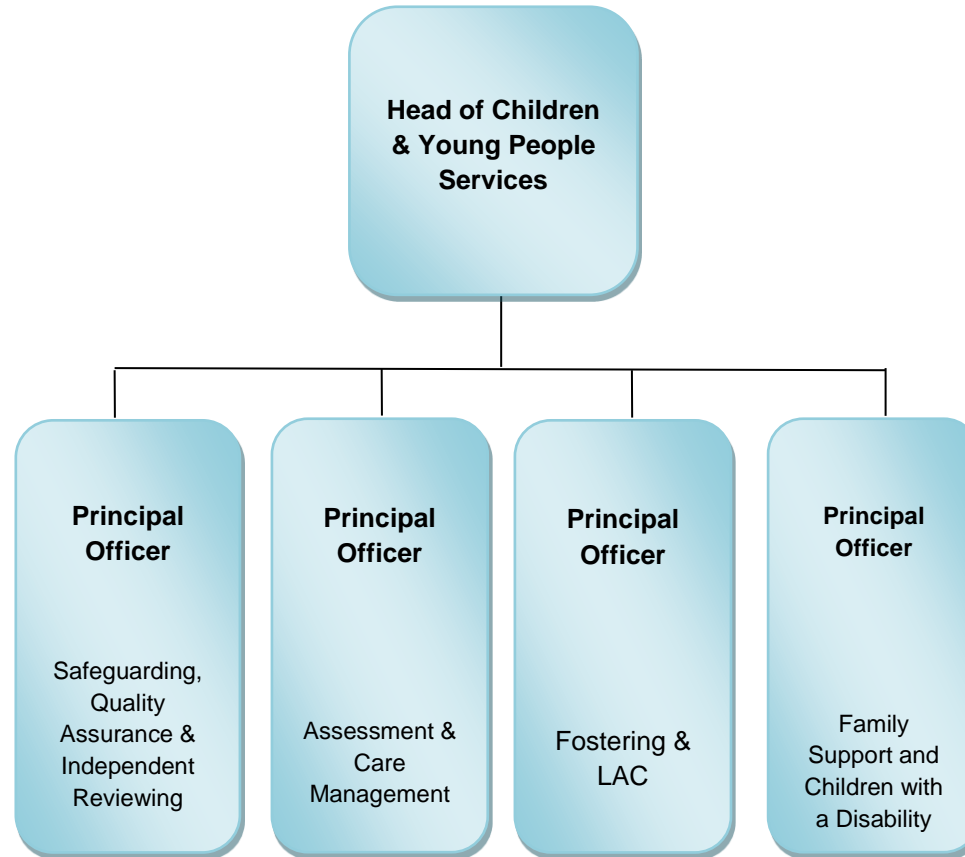 Head of Children
& Young People
Services
Principal
Officer
Safeguarding,
Quality
Assurance &
Independent
Reviewing
Principal
Officer
Assessment &
Care
Management
Principal
Officer
Fostering &
LAC
Principal
Officer
Family
Support and
Children with
a Disability